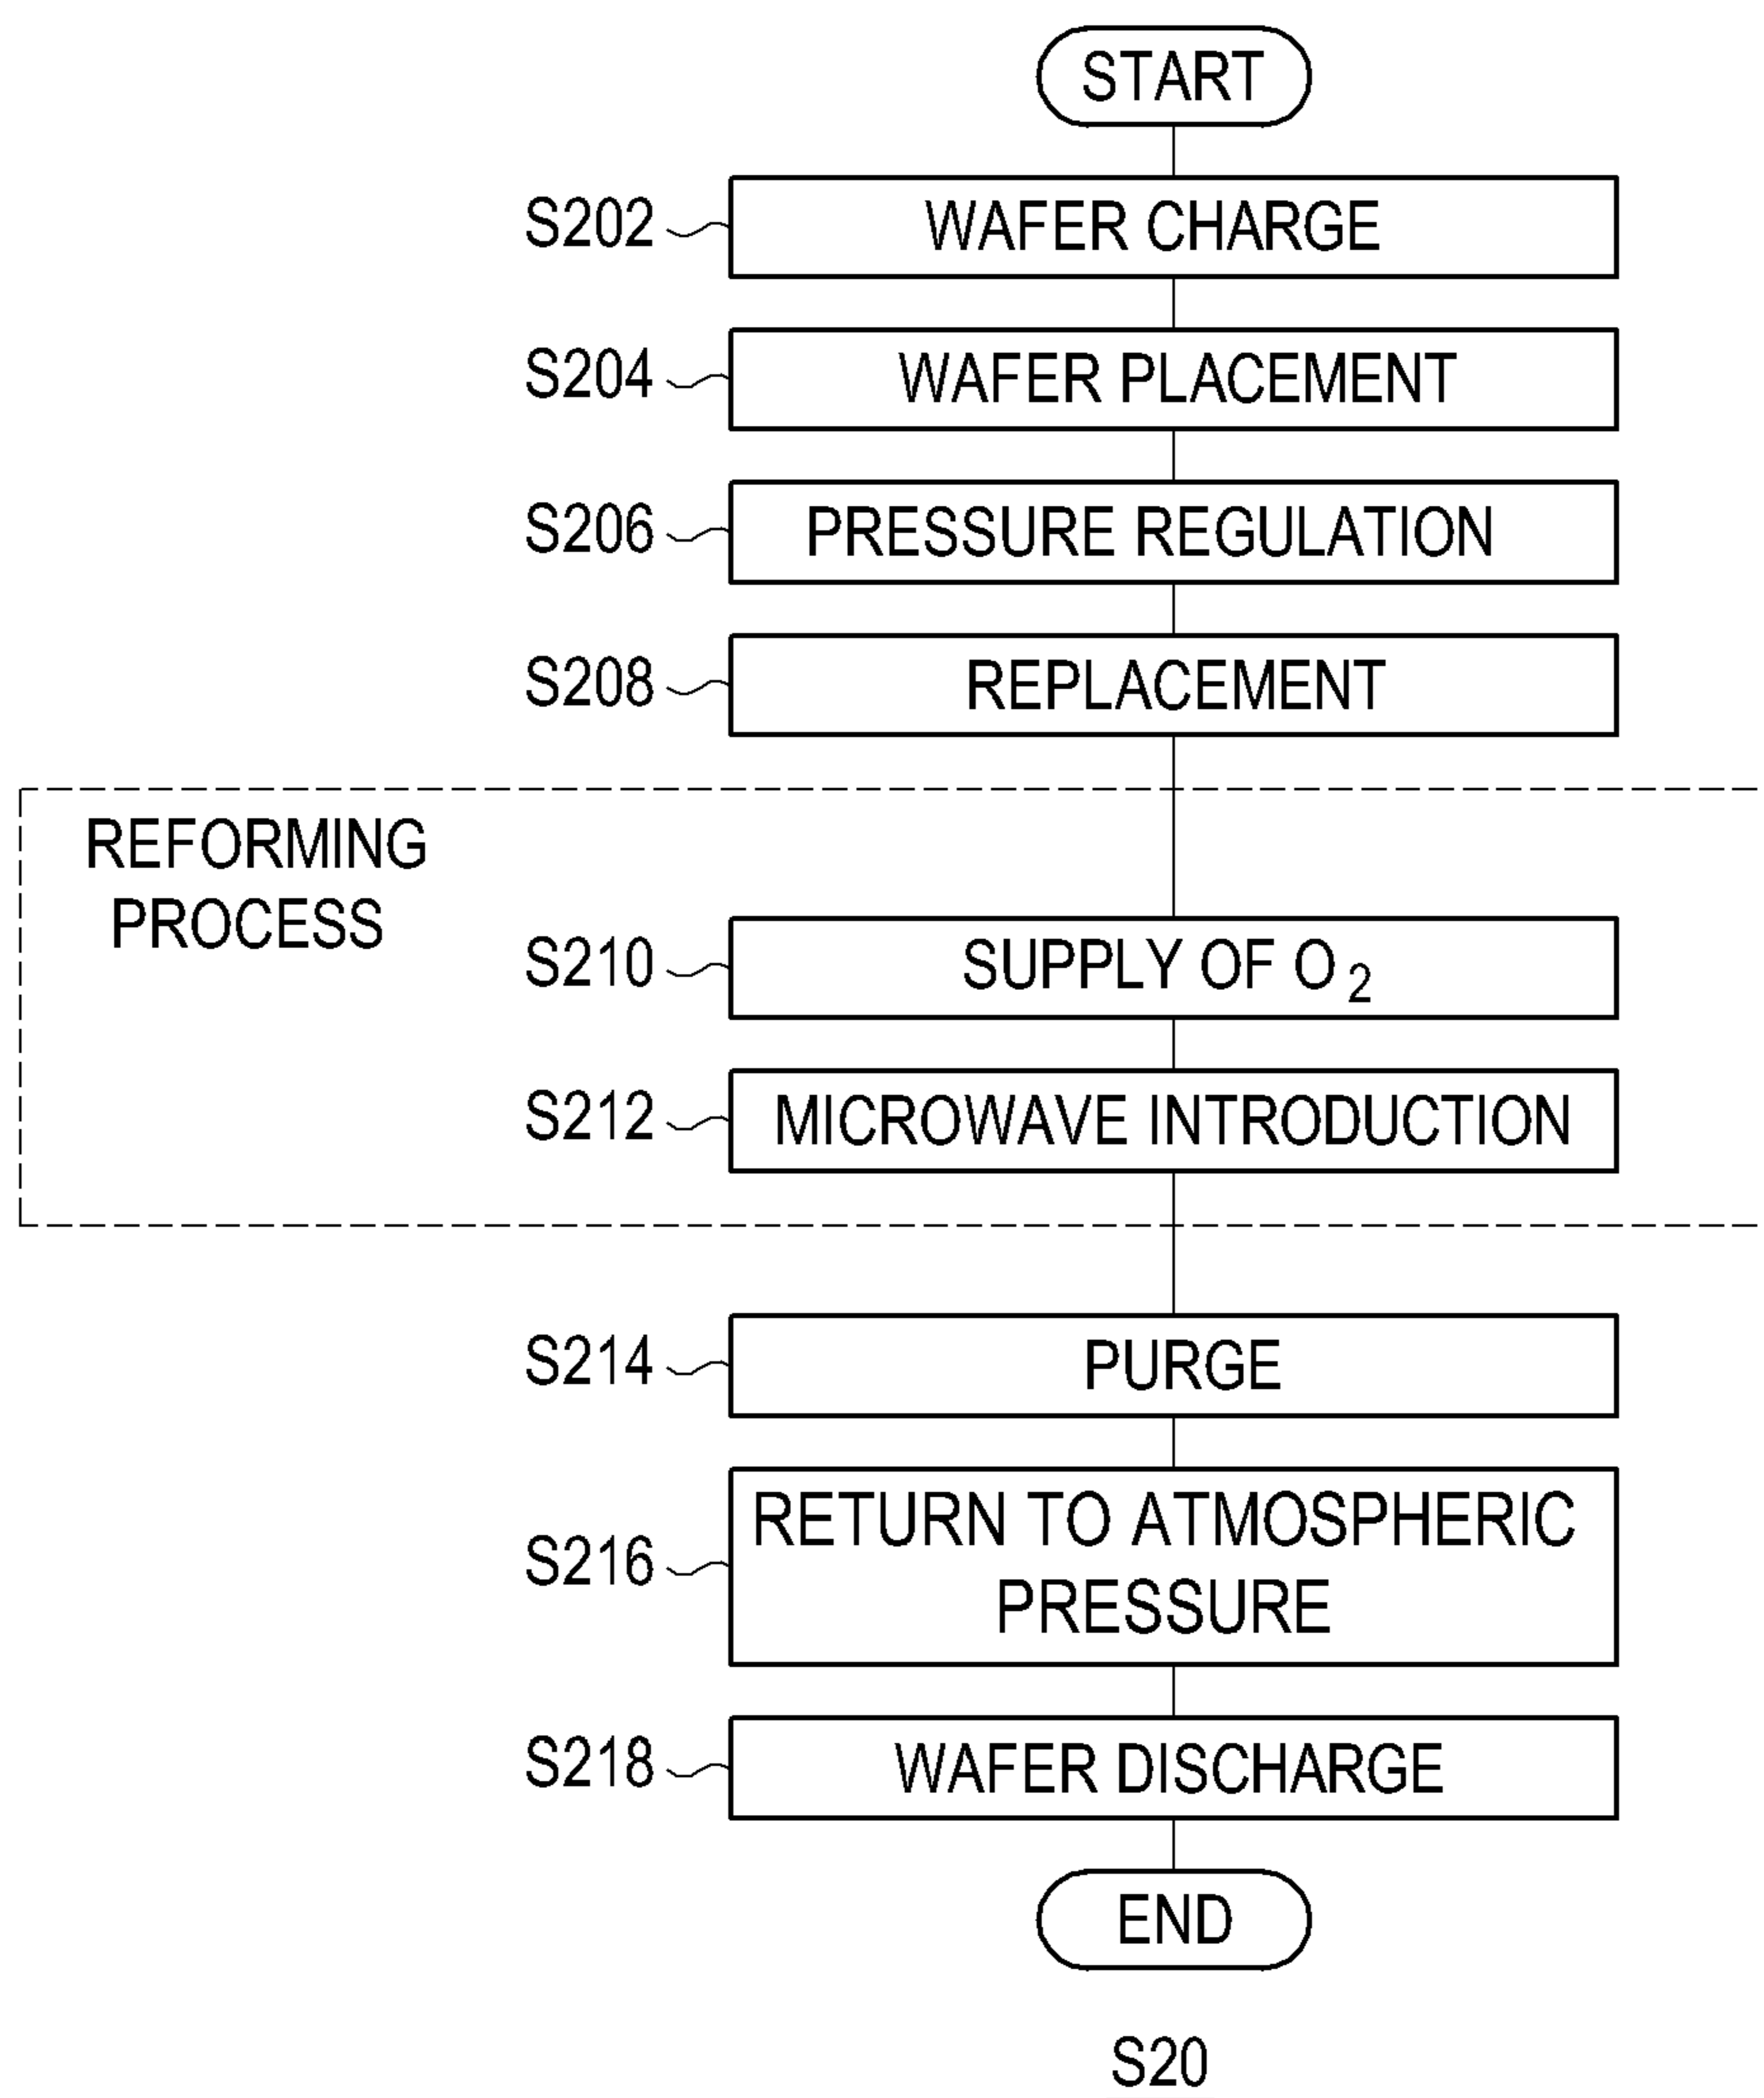 START
S202 WAFER CHARGE
S204 WAFER PLACEMENT
S206 PRESSURE REGULATION
S208 REPLACEMENT
REFORMING
PROCESS
S210 SUPPLY OF O2
S212 MICROWAVE INTRODUCTION
S214 PURGE
S216 RETURN TO ATMOSPHERIC
PRESSURE
S218 WAFER DISCHARGE
END
S20